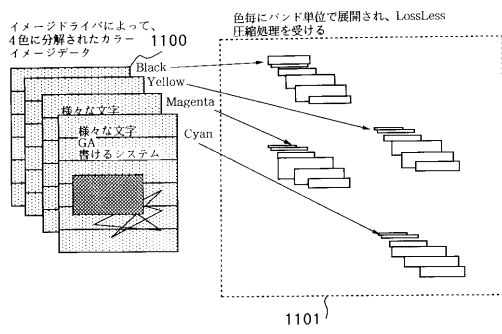 イメージドライバによって、
4色に分解されたカラー
イメージデータ
1100
Black
Yellow
Magenta
Cyan
様々な文字
様々な文字
GA
書けるシステム
色毎にバンド単位で展開され、LossLess
圧縮処理を受ける
1101